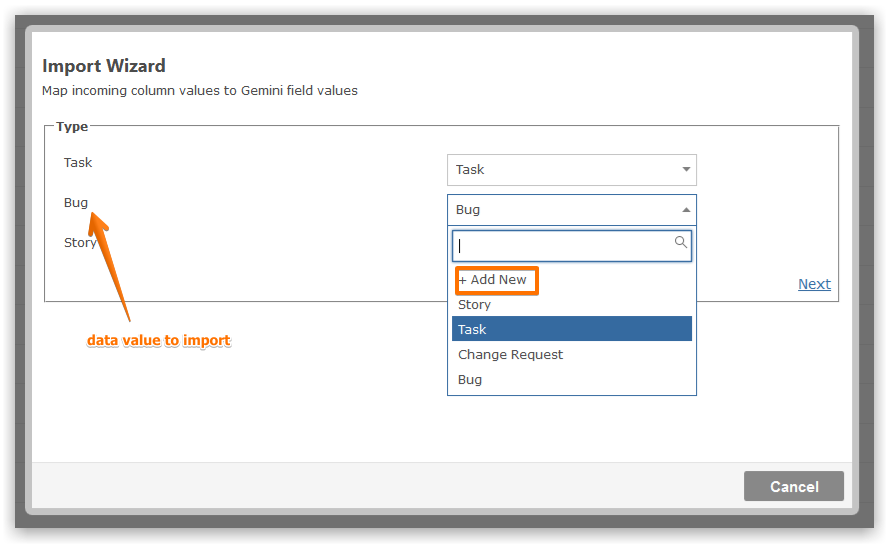 Import Wizard
Map incoming column values to Gemini field values
Type
Task
Task
Bug
Bug
Story
+ Add New
Next
Story
Task
data value to import
Change Request
Bug
Cancel